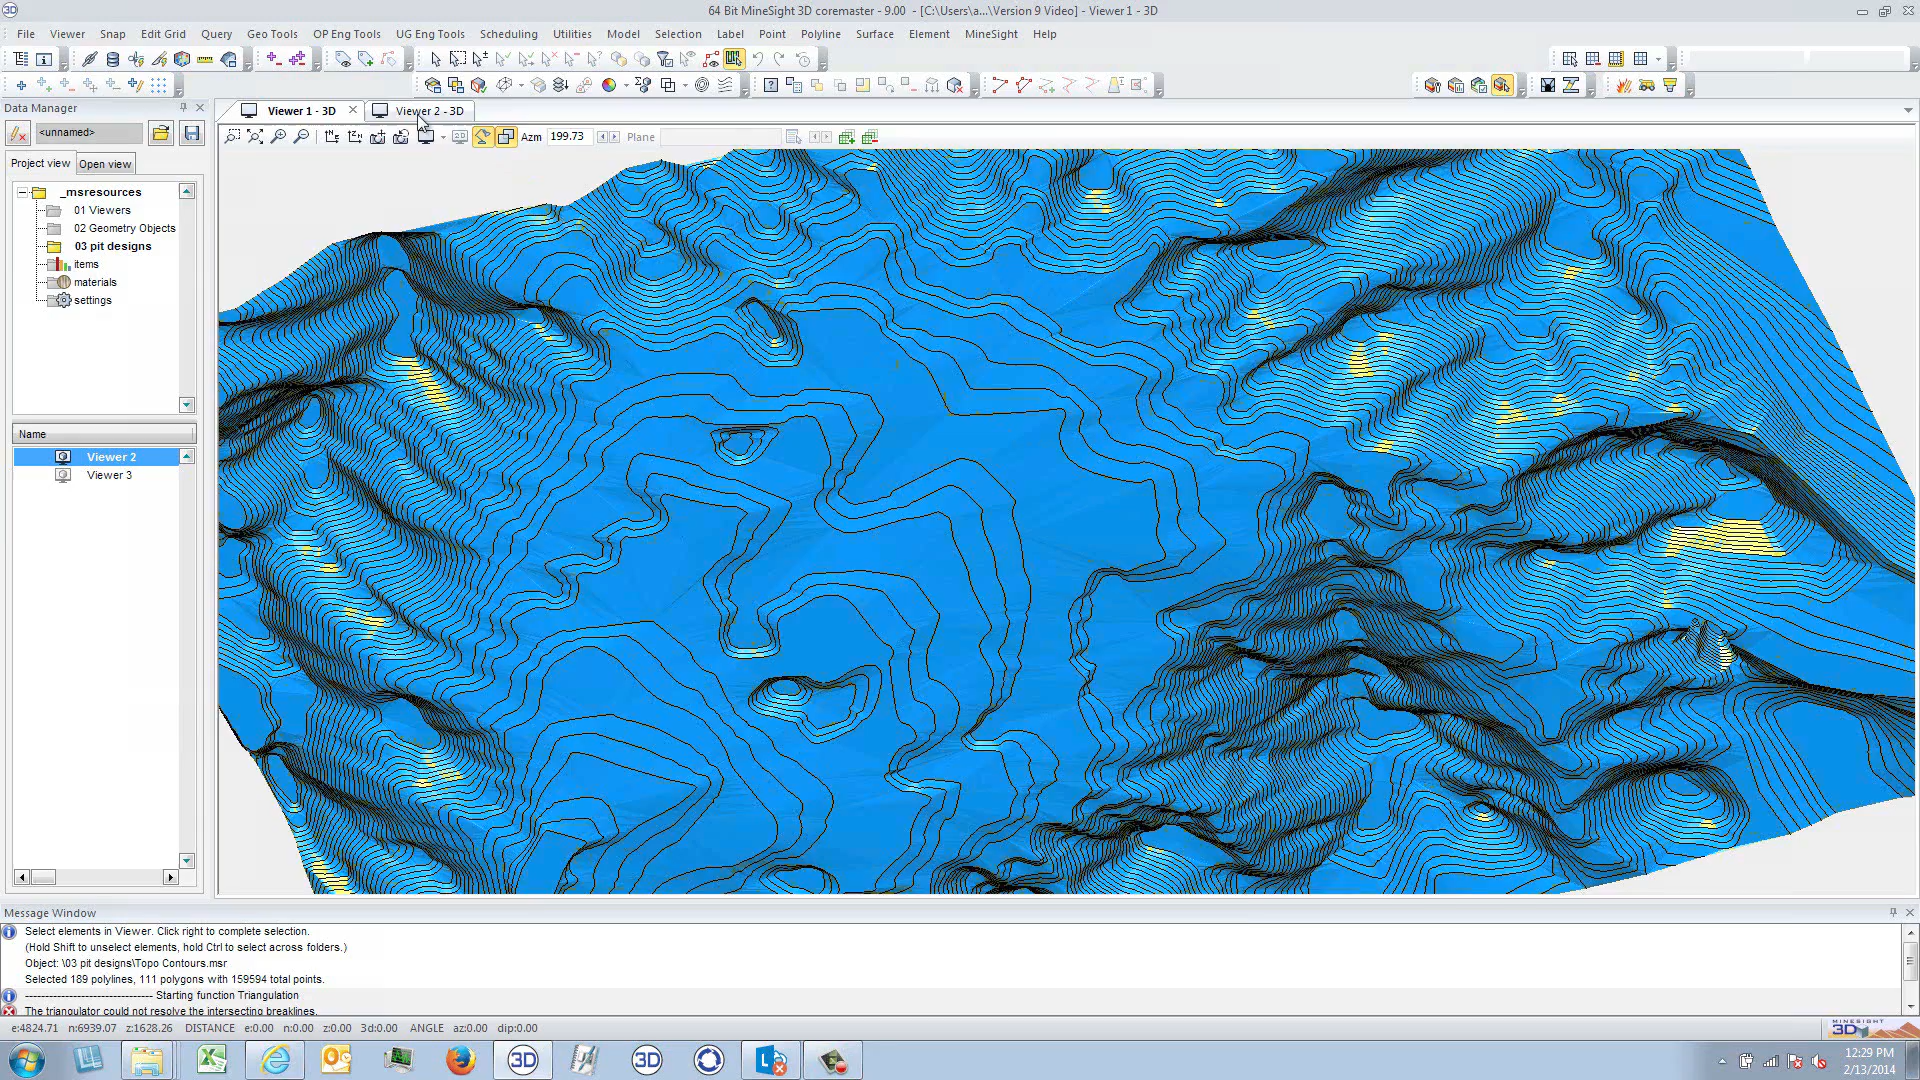 64 Bit MineSight 3D coremaster - 9.00 - [C:\Users\a...\Version 9 Video] - Viewer 1 - 3D
File Viewer Snap Edit Grid Query Geo Tools OP Eng Tools UG Eng Tools Scheduling Utilities Model Selection Label Point Polyline Surface Element MineSight Help
Data Manager
Viewer 1 - 3D
Viewer 2 - 3D
<unnamed>
2D
Azm 199.73 Plane
Project view Open view
_msresources
01 Viewers
02 Geometry Objects
03 pit designs
items
materials
settings
Name
Viewer 2
Viewer 3
Message Window
Select elements in Viewer. Click right to complete selection.
(Hold Shift to unselect elements, hold Ctrl to select across folders.)
Object: \03 pit designs\Topo Contours.msr
Selected 189 polylines, 111 polygons with 159594 total points.
-------------------------------- Starting function Triangulation
The triangulator could not resolve the intersecting breaklines.
e:4824.71 n:6939.07 z:1628.26 DISTANCE e:0.00 n:0.00 z:0.00 3d:0.00 ANGLE az:0.00 dip:0.00
MINESIGHT
3D
3D
3D
12:29 PM
2/13/2014